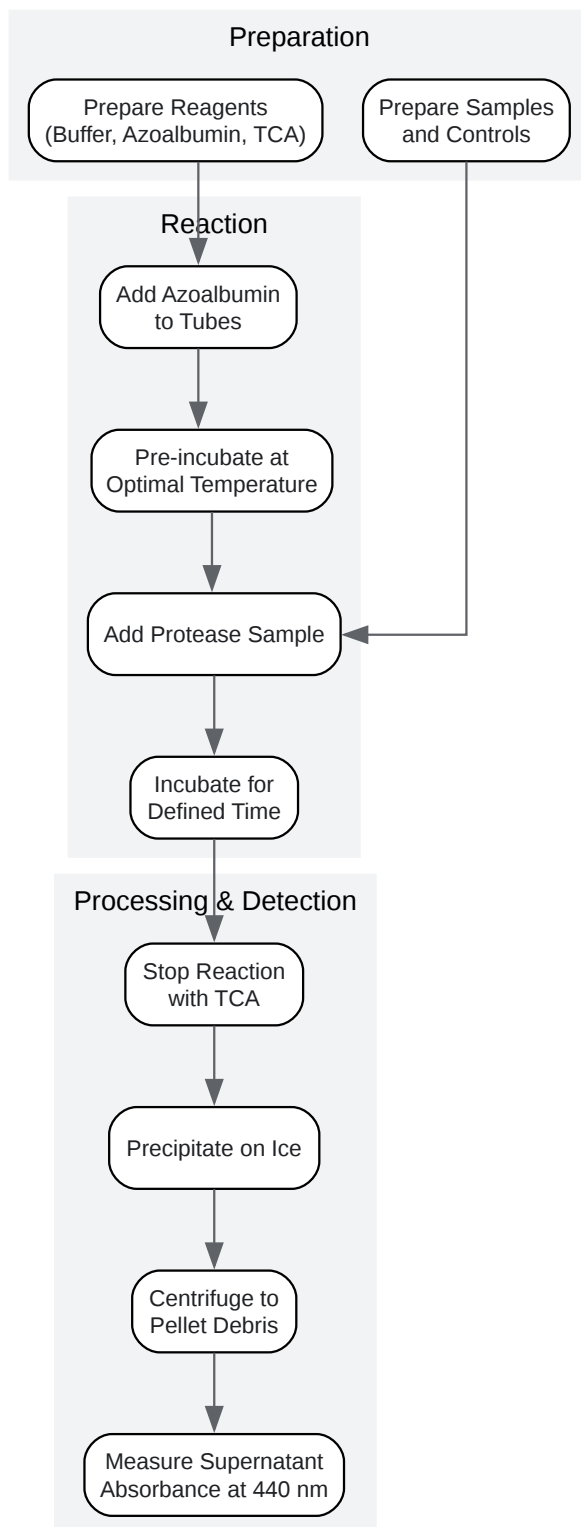 Preparation
Prepare Reagents
(Buffer, Azoalbumin, TCA)
Prepare Samples
and Controls
Reaction
Add Azoalbumin
to Tubes
Pre-incubate at
Optimal Temperature
Add Protease Sample
Incubate for
Defined Time
Processing & Detection
Stop Reaction
with TCA
Precipitate on Ice
Centrifuge to
Pellet Debris
Measure Supernatant
Absorbance at 440 nm